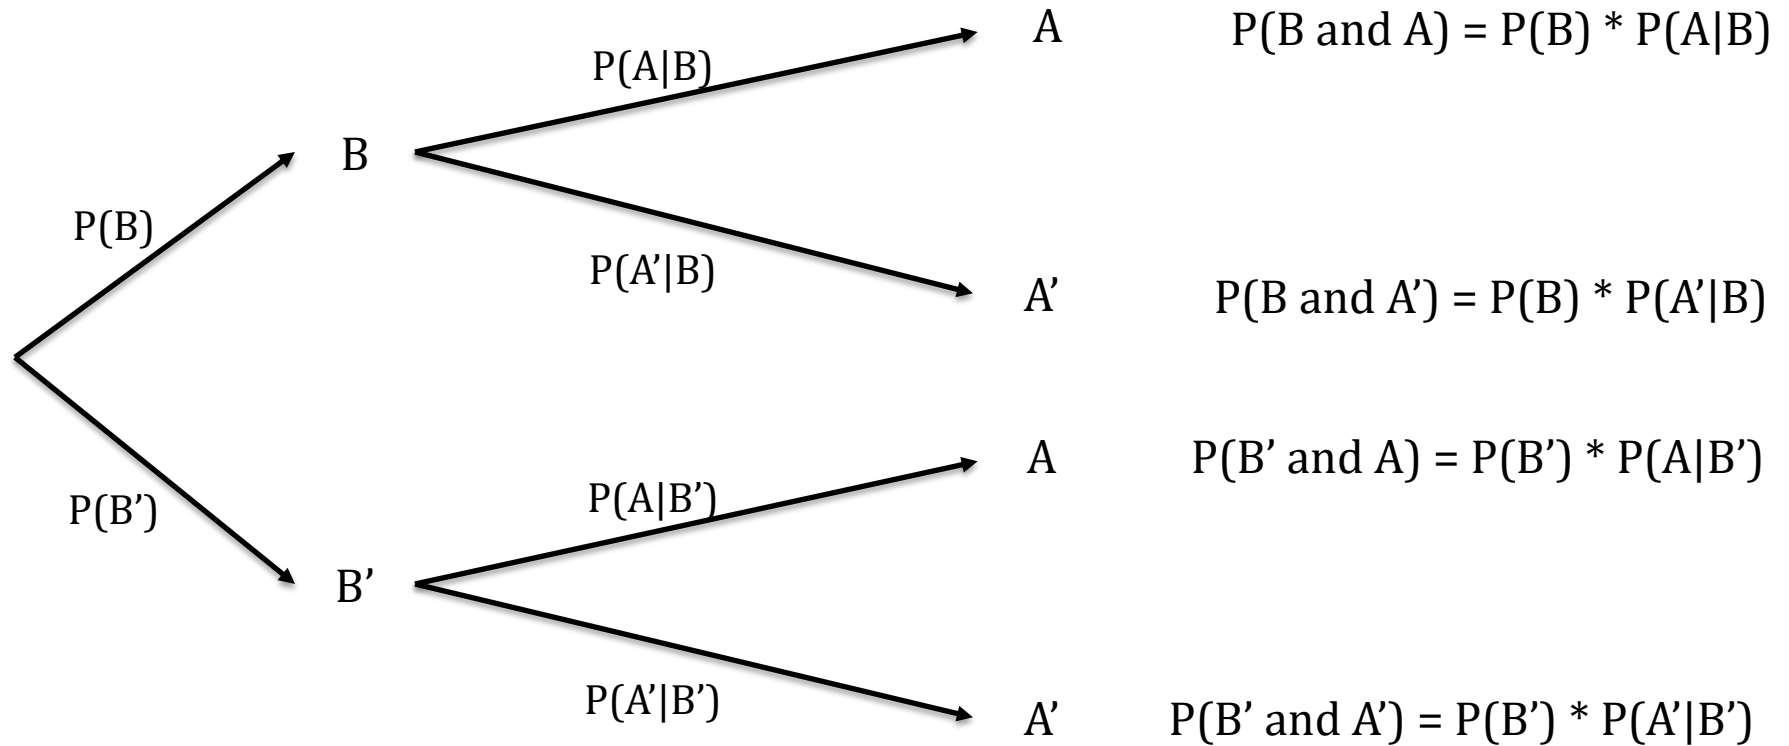 A P(B and A) = P(B) * P(A|B)
P(A|B)
B
P(B)
P(A’|B)
A’ P(B and A’) = P(B) * P(A’|B)
A P(B’ and A) = P(B’) * P(A|B’)
P(A|B’)
P(B’)
B’
P(A’|B’)
A’ P(B’ and A’) = P(B’) * P(A’|B’)